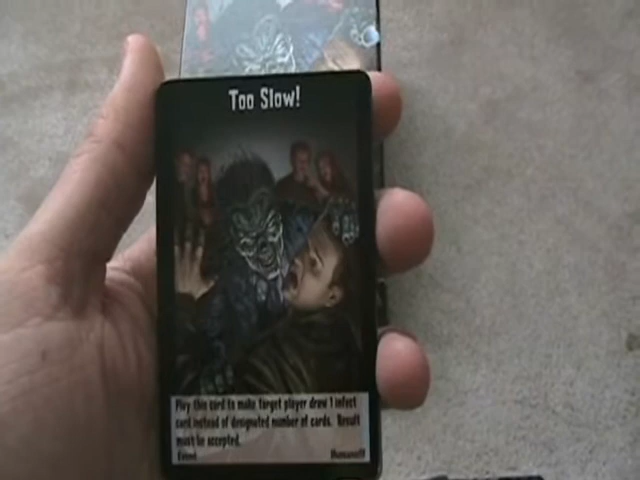 Too Slow!
Play this card to make target player draw 1 infect
card instead of designated number of cards. Result
must be accepted.
Event